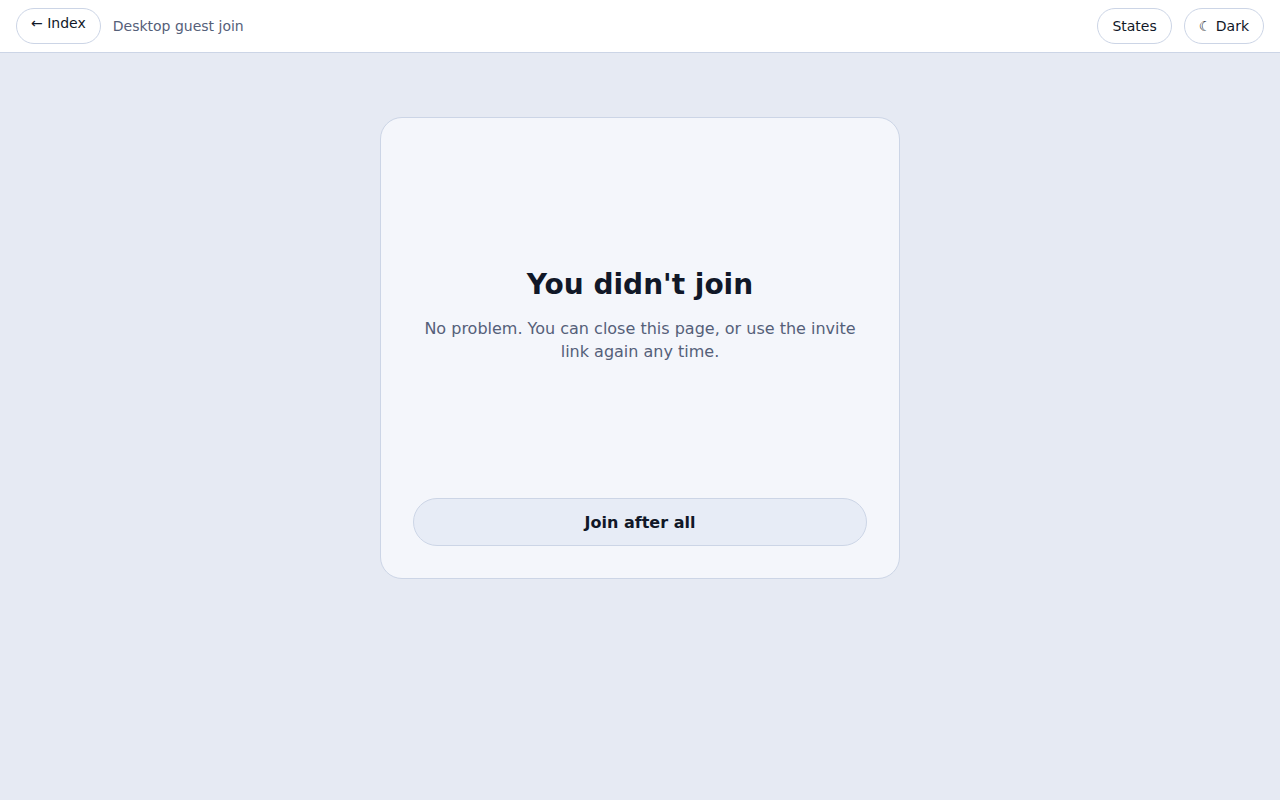 ← Index
Desktop guest join
States
☾ Dark
You didn't join
No problem. You can close this page, or use the invite
link again any time.
Join after all